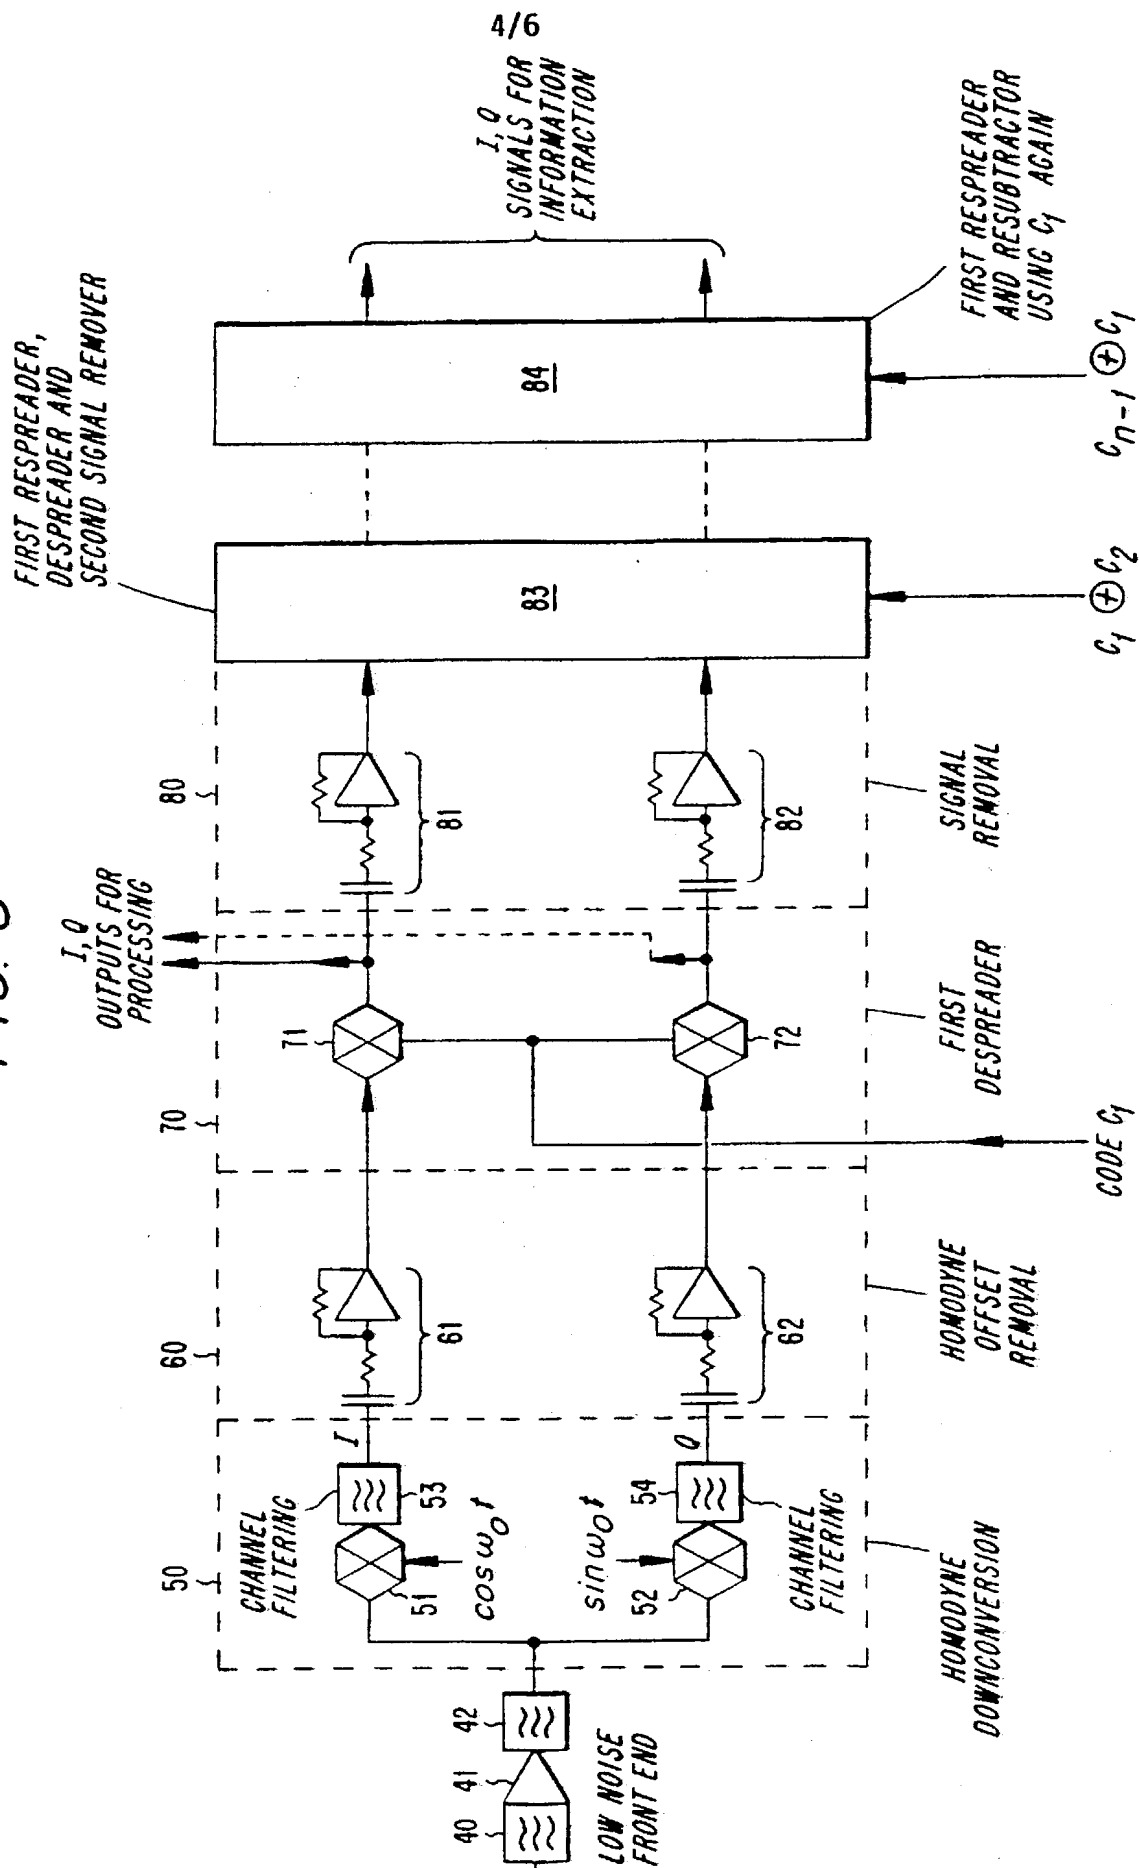 4/6
I, Q
SIGNALS FOR
INFORMATION
EXTRACTION
FIRST RESPREADER
AND RESUBTRACTOR
USING C1 AGAIN
FIRST RESPREADER,
DESPREADER AND
SECOND SIGNAL REMOVER
84
Cn-1 ⊕ C1
83
C1 ⊕ C2
80
81
82
SIGNAL
REMOVAL
I, Q
OUTPUTS FOR
PROCESSING
70
71
72
FIRST
DESPREADER
CODE C1
60
61
62
HOMODYNE
OFFSET
REMOVAL
50
CHANNEL
FILTERING
I
53
51
cos ω0 t
sin ω0 t
Q
54
52
CHANNEL
FILTERING
HOMODYNE
DOWNCONVERSION
42
41
40
LOW NOISE
FRONT END